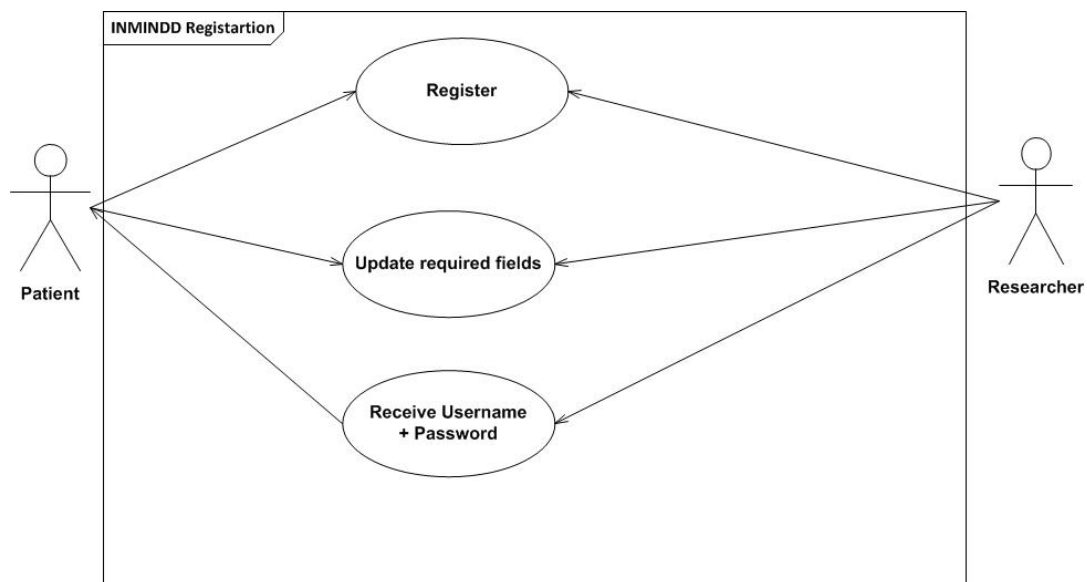 INMINDD Registartion
Register
Update required fields
Patient
Researcher
Receive Username
+ Password